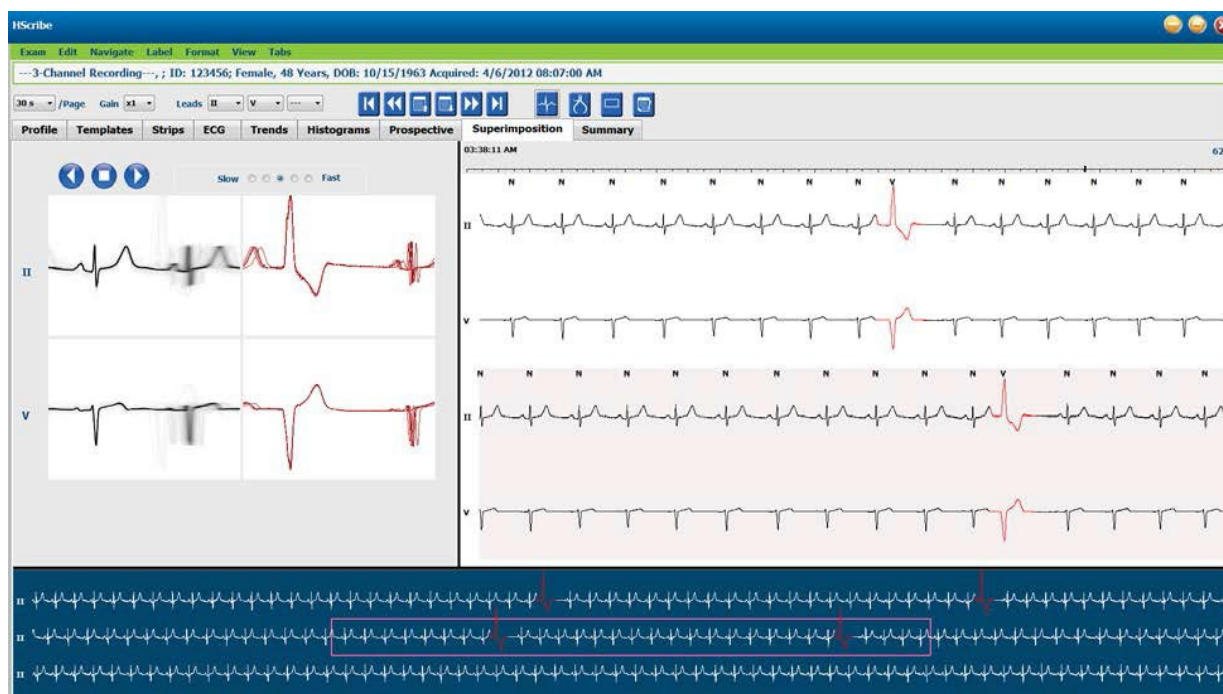 HScribe
Exam Edit Navigate Label Format View Tabs
---3-Channel Recording---, ; ID: 123456; Female, 48 Years, DOB: 10/15/1963 Acquired: 4/6/2012 08:07:00 AM
30 s /Page Gain x1 Leads II V ---
Profile Templates Strips ECG Trends Histograms Prospective Superimposition Summary
03:38:11 AM 62
Slow Fast
N N N N N N N N V N N N N N N
II
V
N N N N N N N N N N V N N N N
II
V
II
V
II
II
II